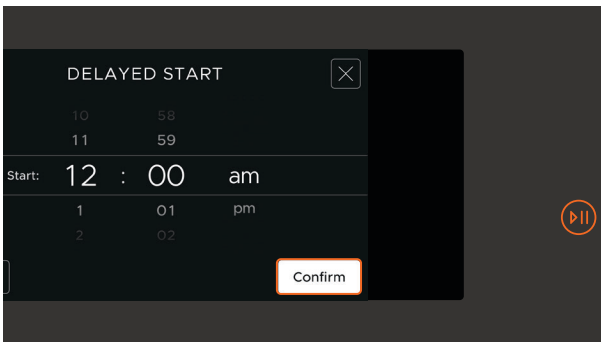 DELAYED START
10 58
11 59
Start: 12 : 00 am
1 01 pm
2 02
Confirm